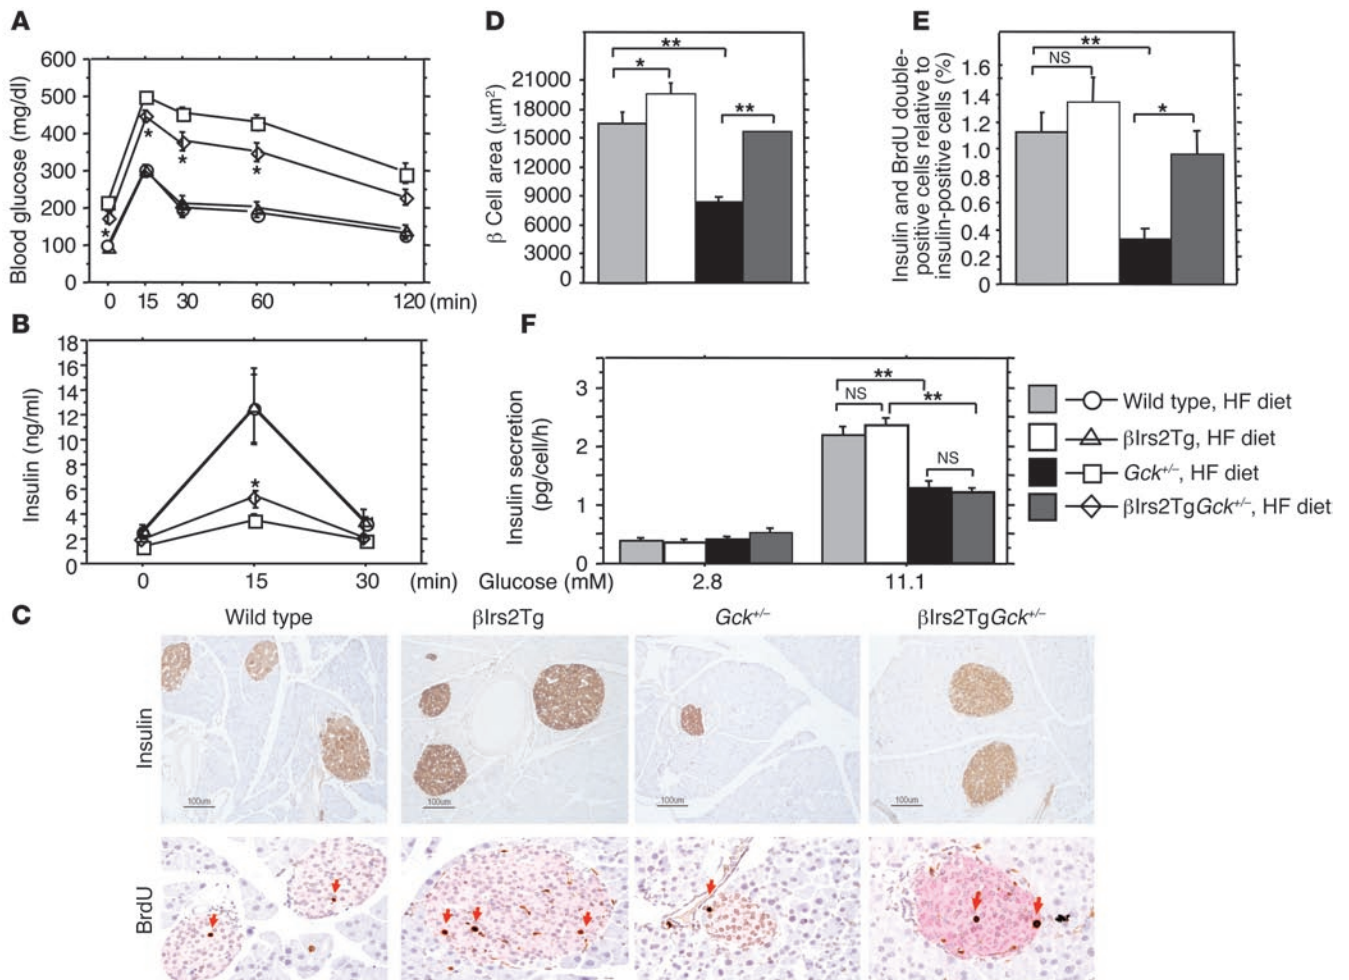 A
Blood glucose (mg/dl)
600
500
400
300
200
100
0
*
*
*
*
0 15 30 60 120 (min)
B
Insulin (ng/ml)
18
16
14
12
10
8
6
4
2
0
*
0 15 30 (min)
D
β Cell area (μm²)
21000
18000
15000
12000
9000
6000
3000
0
**
*
**
E
Insulin and BrdU double-
positive cells relative to
insulin-positive cells (%)
1.6
1.4
1.2
1.0
0.8
0.6
0.4
0.2
0
**
NS
*
F
Insulin secretion
(pg/cell/h)
3
2
1
0
**
NS
**
NS
Glucose (mM) 2.8 11.1
Wild type, HF diet
βIrs2Tg, HF diet
Gck+/–, HF diet
βIrs2TgGck+/–, HF diet
C
Wild type βIrs2Tg Gck+/– βIrs2TgGck+/–
Insulin
100um 100um 100um 100um
BrdU